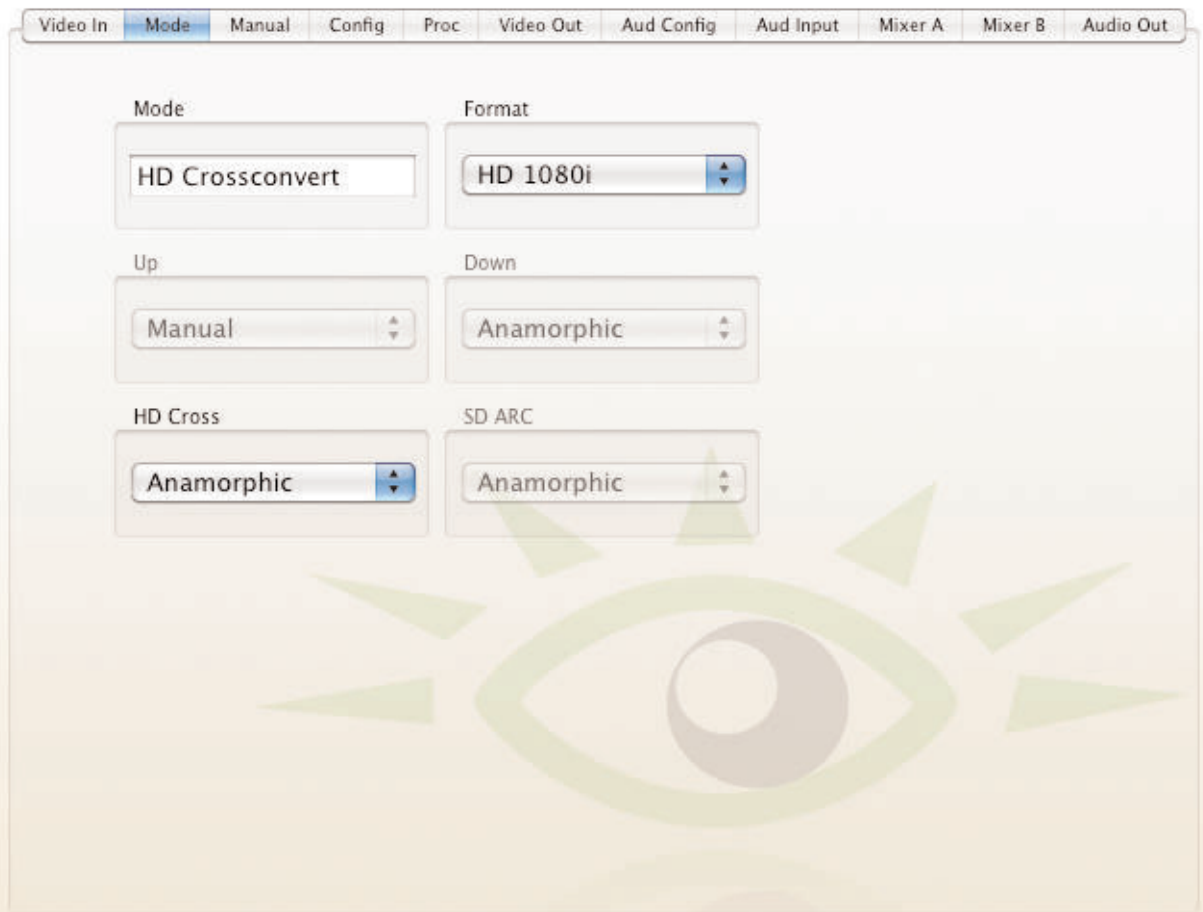 Video In Mode Manual Config Proc Video Out Aud Config Aud Input Mixer A Mixer B Audio Out
Mode Format
HD Crossconvert HD 1080i
Up Down
Manual Anamorphic
HD Cross SD ARC
Anamorphic Anamorphic